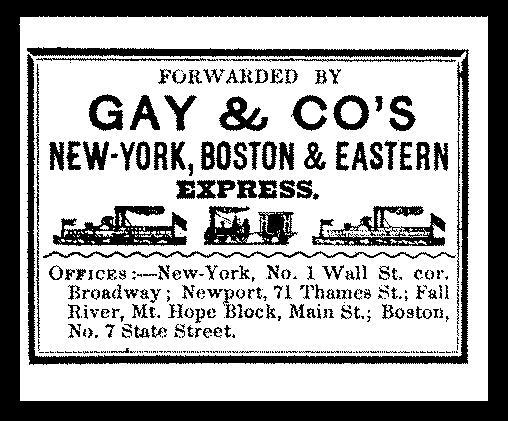 FORWARDED BY
GAY & CO'S
NEW-YORK, BOSTON & EASTERN
EXPRESS.
OFFICES:—New-York, No. 1 Wall St. cor.
Broadway; Newport, 71 Thames St.; Fall
River, Mt. Hope Block, Main St.; Boston,
No. 7 State Street.